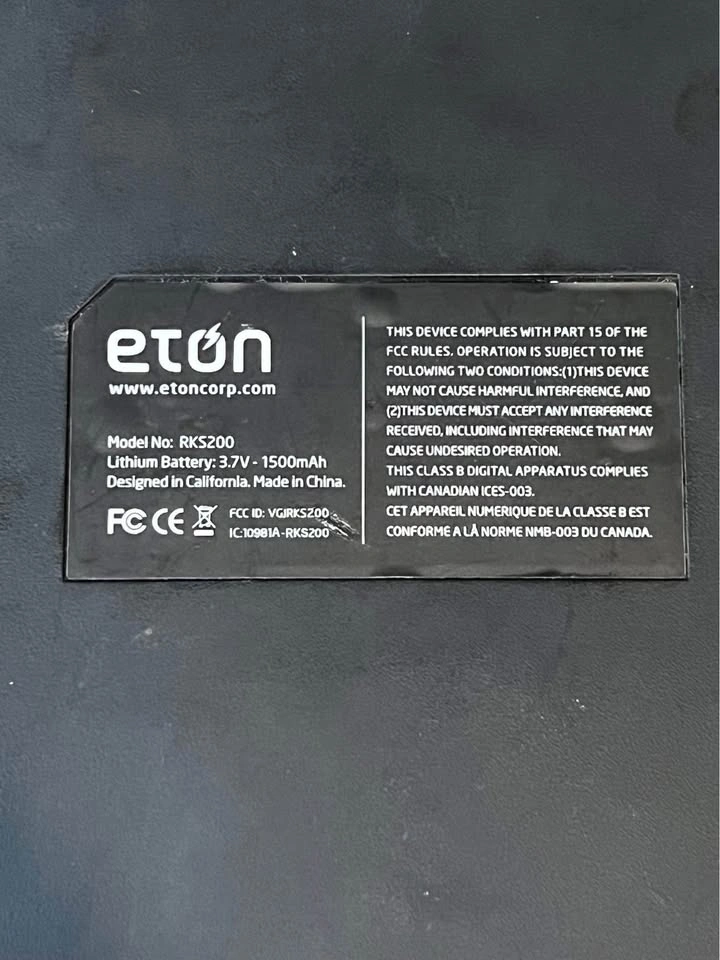 etón
www.etoncorp.com
Model No: RKS200
Lithium Battery: 3.7V - 1500mAh
Designed in California. Made in China.
FC CE FCC ID: VGJRKS200
IC:10981A-RKS200
THIS DEVICE COMPLIES WITH PART 15 OF THE
FCC RULES. OPERATION IS SUBJECT TO THE
FOLLOWING TWO CONDITIONS:(1)THIS DEVICE
MAY NOT CAUSE HARMFUL INTERFERENCE, AND
(2)THIS DEVICE MUST ACCEPT ANY INTERFERENCE
RECEIVED, INCLUDING INTERFERENCE THAT MAY
CAUSE UNDESIRED OPERATION.
THIS CLASS B DIGITAL APPARATUS COMPLIES
WITH CANADIAN ICES-003.
CET APPAREIL NUMERIQUE DE LA CLASSE B EST
CONFORME A LÀ NORME NMB-003 DU CANADA.